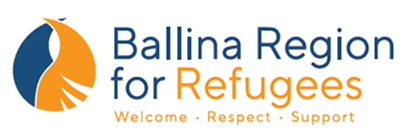 Ballina Region
for Refugees
Welcome · Respect · Support